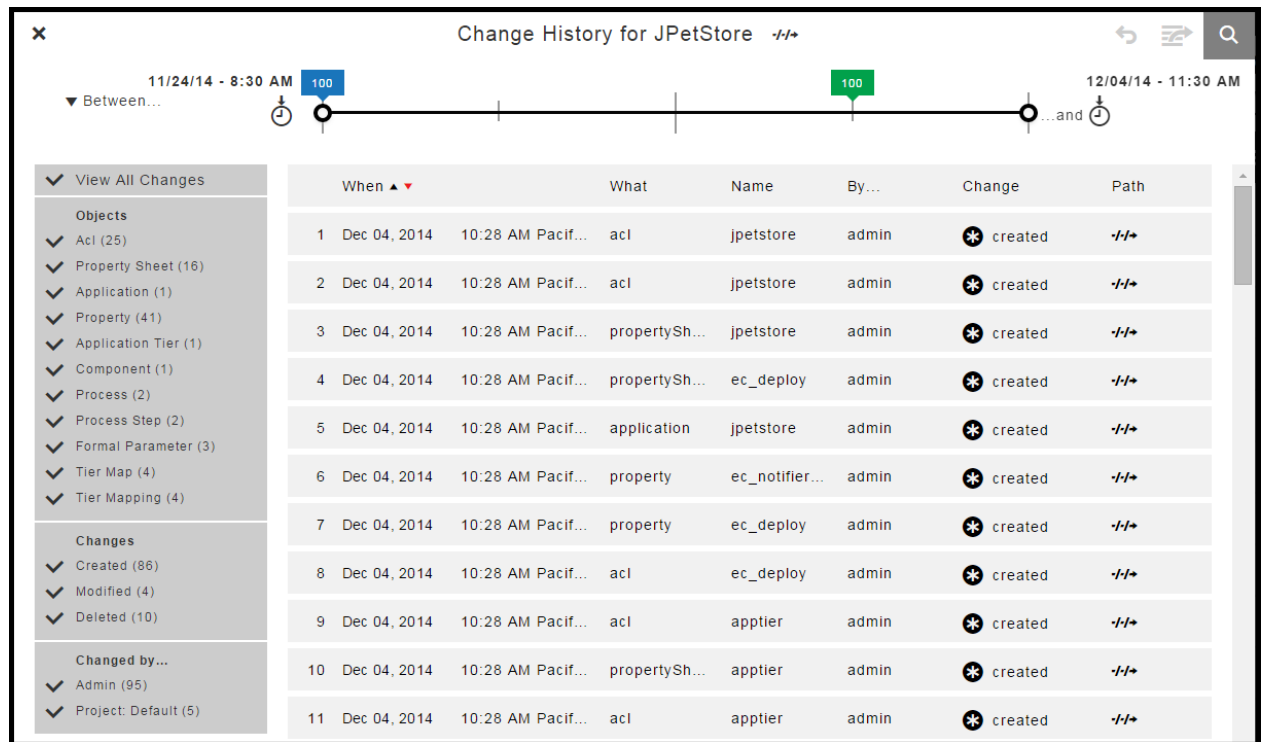 Change History for JPetStore
11/24/14 - 8:30 AM
100
100
12/04/14 - 11:30 AM
Between...
...and
View All Changes
Objects
Acl (25)
Property Sheet (16)
Application (1)
Property (41)
Application Tier (1)
Component (1)
Process (2)
Process Step (2)
Formal Parameter (3)
Tier Map (4)
Tier Mapping (4)
Changes
Created (86)
Modified (4)
Deleted (10)
Changed by...
Admin (95)
Project: Default (5)
When What Name By... Change Path
1 Dec 04, 2014 10:28 AM Pacif... acl jpetstore admin created
2 Dec 04, 2014 10:28 AM Pacif... acl jpetstore admin created
3 Dec 04, 2014 10:28 AM Pacif... propertySh... jpetstore admin created
4 Dec 04, 2014 10:28 AM Pacif... propertySh... ec_deploy admin created
5 Dec 04, 2014 10:28 AM Pacif... application jpetstore admin created
6 Dec 04, 2014 10:28 AM Pacif... property ec_notifier... admin created
7 Dec 04, 2014 10:28 AM Pacif... property ec_deploy admin created
8 Dec 04, 2014 10:28 AM Pacif... acl ec_deploy admin created
9 Dec 04, 2014 10:28 AM Pacif... acl apptier admin created
10 Dec 04, 2014 10:28 AM Pacif... propertySh... apptier admin created
11 Dec 04, 2014 10:28 AM Pacif... acl apptier admin created